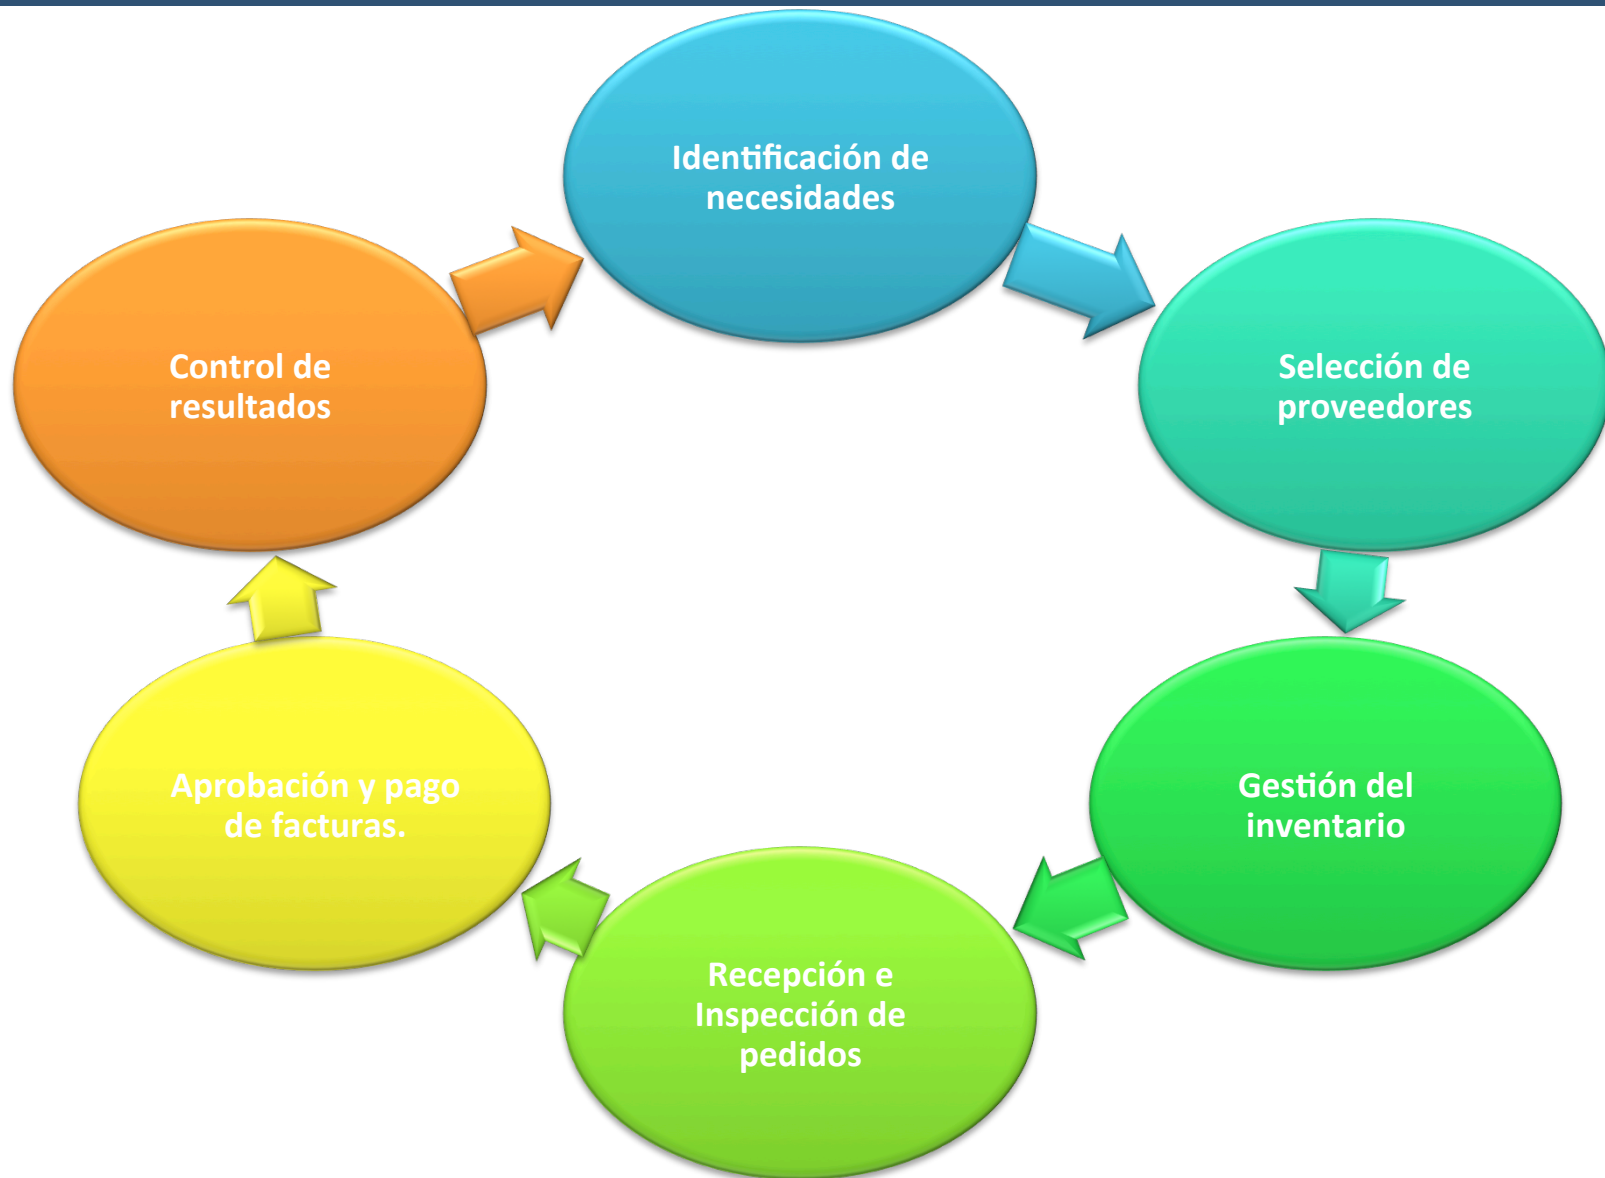 Identificación de
necesidades
Selección de
proveedores
Gestión del
inventario
Recepción e
Inspección de
pedidos
Aprobación y pago
de facturas.
Control de
resultados